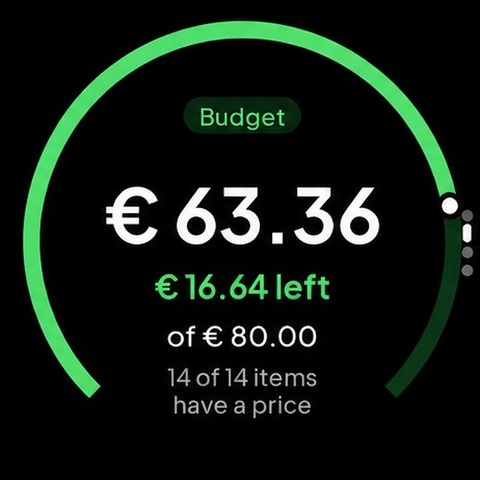 Budget
€ 63.36
€ 16.64 left
of € 80.00
14 of 14 items
have a price